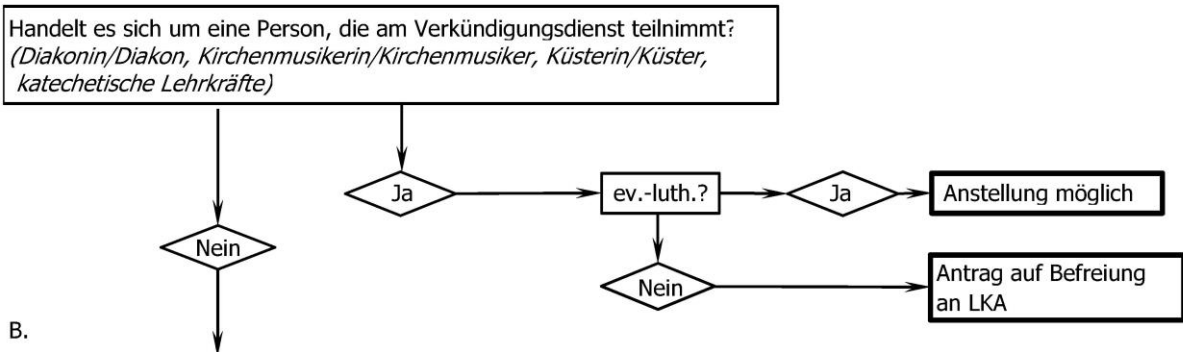 Handelt es sich um eine Person, die am Verkündigungsdienst teilnimmt?
(Diakonin/Diakon, Kirchenmusikerin/Kirchenmusiker, Küsterin/Küster,
katechetische Lehrkräfte)
Ja
ev.-luth.?
Ja
Anstellung möglich
Nein
Nein
Antrag auf Befreiung
an LKA
B.